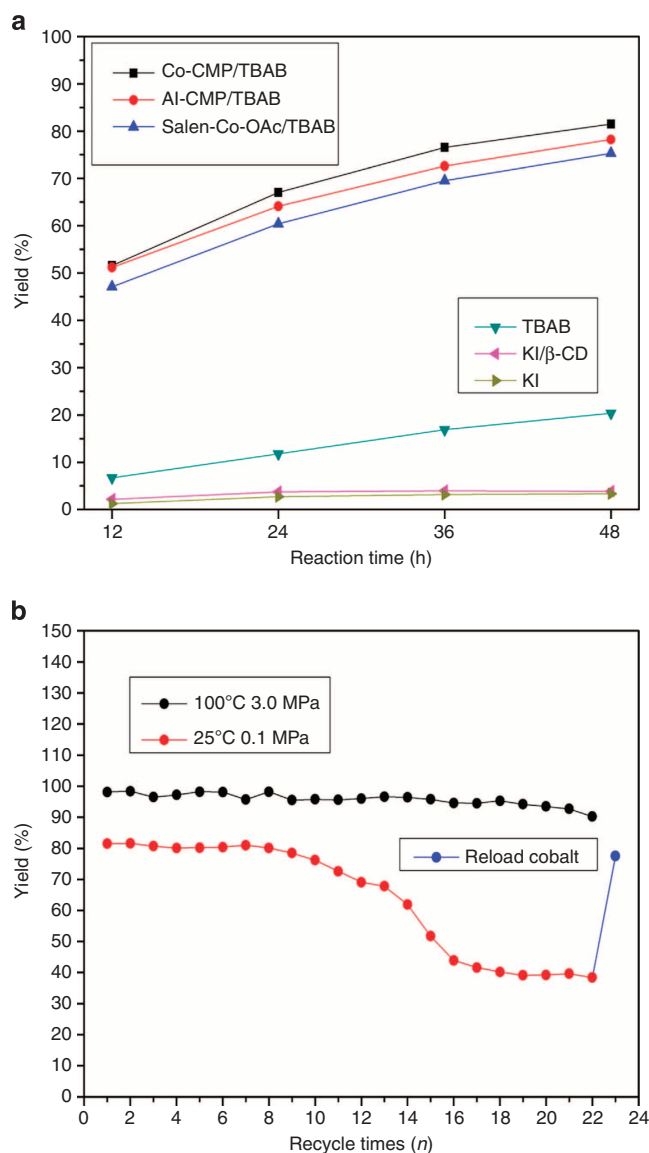 a
100
90
80
70
60
50
40
30
20
10
0
Yield (%)
Co-CMP/TBAB
Al-CMP/TBAB
Salen-Co-OAc/TBAB
TBAB
KI/β-CD
KI
12 24 36 48
Reaction time (h)
b
150
140
130
120
110
100
90
80
70
60
50
40
30
20
10
0
Yield (%)
100°C 3.0 MPa
25°C 0.1 MPa
Reload cobalt
0 2 4 6 8 10 12 14 16 18 20 22 24
Recycle times (n)